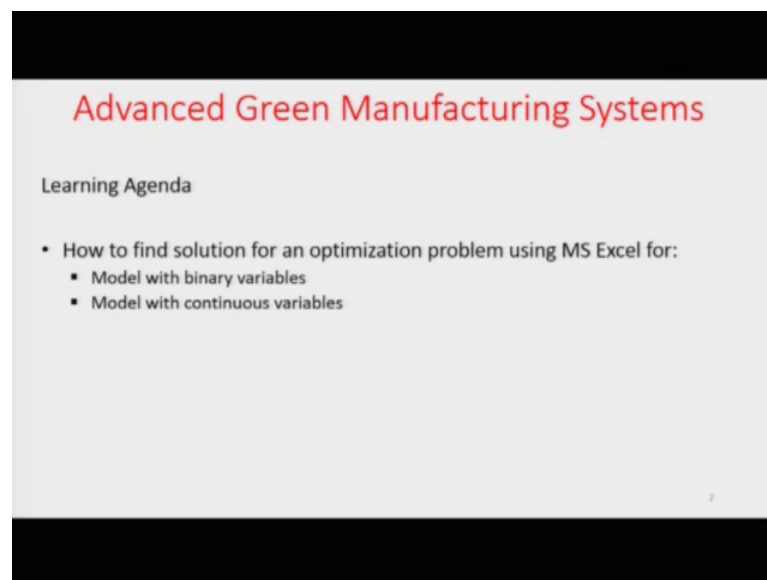 Advanced Green Manufacturing Systems
Learning Agenda
• How to find solution for an optimization problem using MS Excel for:
▪ Model with binary variables
▪ Model with continuous variables
2